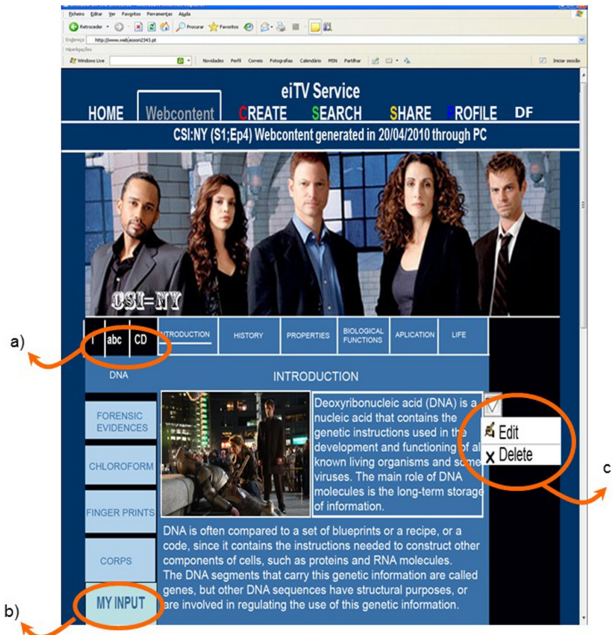 Ficheiro Editar Ver Favoritos Ferramentas Ajuda
Retroceder Procurar Favoritos
Endereço http://www.webjesson2543.pt
Hiperligações
Windows Live Novidades Perfil Correio Fotografias Calendário MSN Partilhar Iniciar sessão
eiTV Service
HOME Webcontent CREATE SEARCH SHARE PROFILE DF
CSI:NY (S1;Ep4) Webcontent generated in 20/04/2010 through PC
CSI=NY
a)
T abc CD INTRODUCTION HISTORY PROPERTIES BIOLOGICAL FUNCTIONS APLICATION LIFE
DNA
INTRODUCTION
FORENSIC
EVIDENCES
CHLOROFORM
FINGER PRINTS
CORPS
MY INPUT
b)
Deoxyribonucleic acid (DNA) is a
nucleic acid that contains the
genetic instructions used in the
development and functioning of al
known living organisms and some
viruses. The main role of DNA
molecules is the long-term storage
of information.
Edit
Delete
c
DNA is often compared to a set of blueprints or a recipe, or a
code, since it contains the instructions needed to construct other
components of cells, such as proteins and RNA molecules.
The DNA segments that carry this genetic information are called
genes, but other DNA sequences have structural purposes, or
are involved in regulating the use of this genetic information.